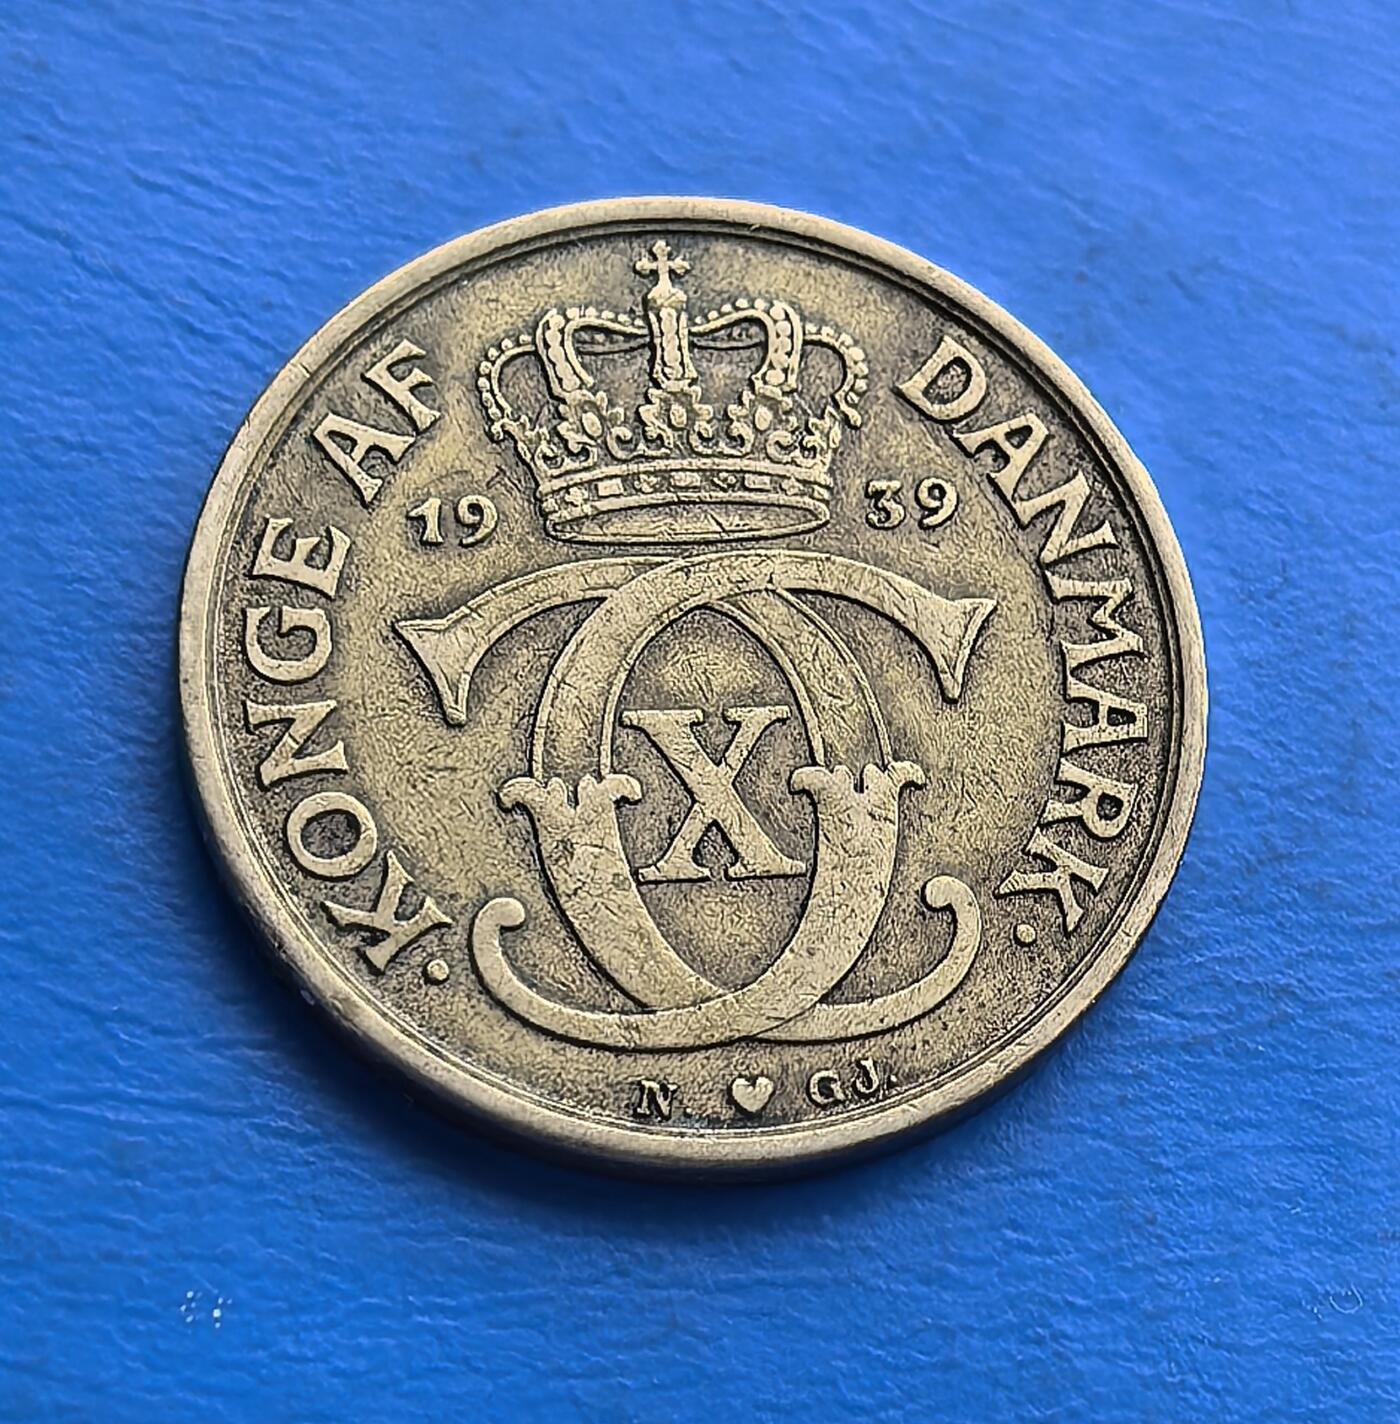 KONGE AF DANMARK
19 39
C C X
N. ♥ GJ.